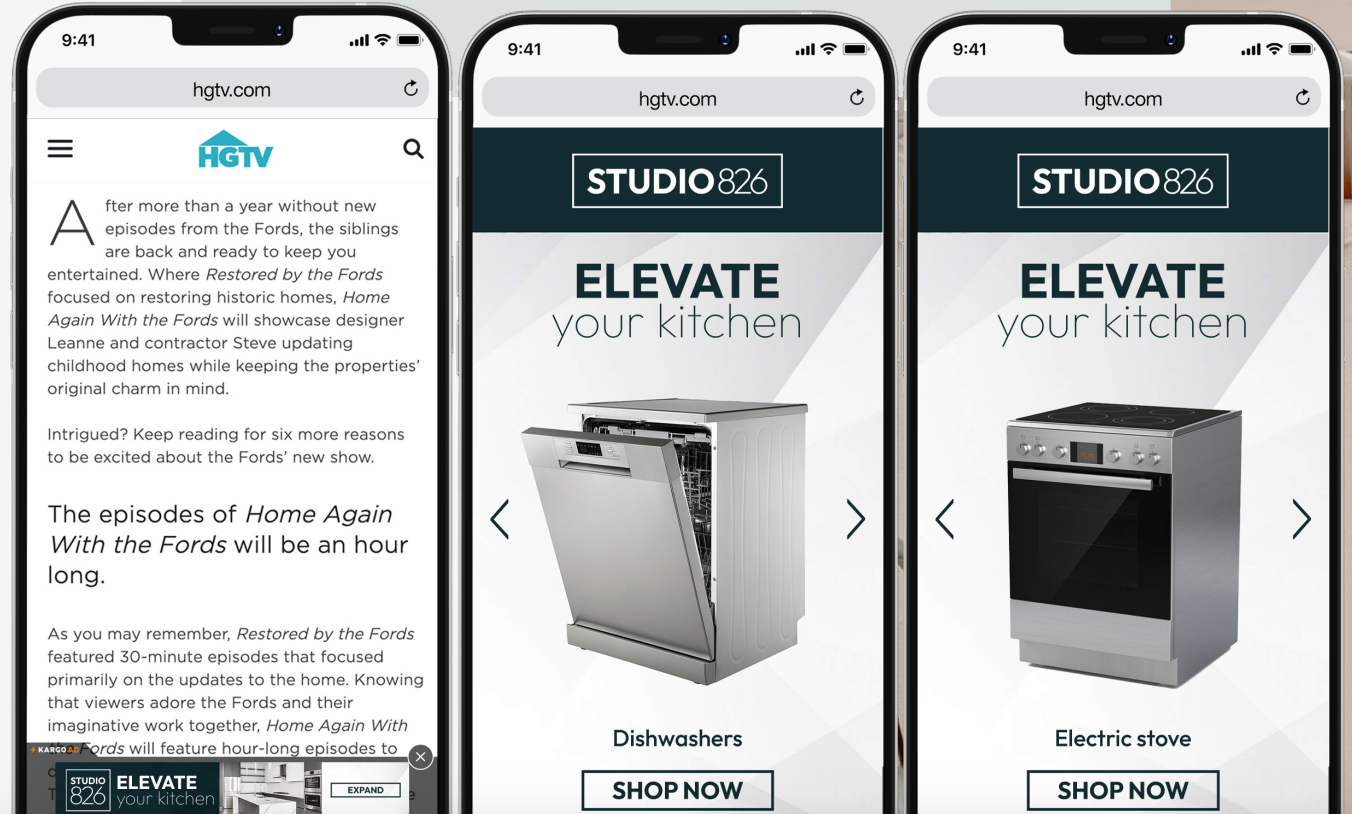 9:41
hgtv.com
HGTV
After more than a year without new
episodes from the Fords, the siblings
are back and ready to keep you
entertained. Where Restored by the Fords
focused on restoring historic homes, Home
Again With the Fords will showcase designer
Leanne and contractor Steve updating
childhood homes while keeping the properties’
original charm in mind.
Intrigued? Keep reading for six more reasons
to be excited about the Fords’ new show.
The episodes of Home Again
With the Fords will be an hour
long.
As you may remember, Restored by the Fords
featured 30-minute episodes that focused
primarily on the updates to the home. Knowing
that viewers adore the Fords and their
imaginative work together, Home Again With
the Fords will feature hour-long episodes to
KARGO AD
STUDIO
826
ELEVATE
your kitchen
EXPAND
9:41
hgtv.com
STUDIO826
ELEVATE
your kitchen
Dishwashers
SHOP NOW
9:41
hgtv.com
STUDIO826
ELEVATE
your kitchen
Electric stove
SHOP NOW